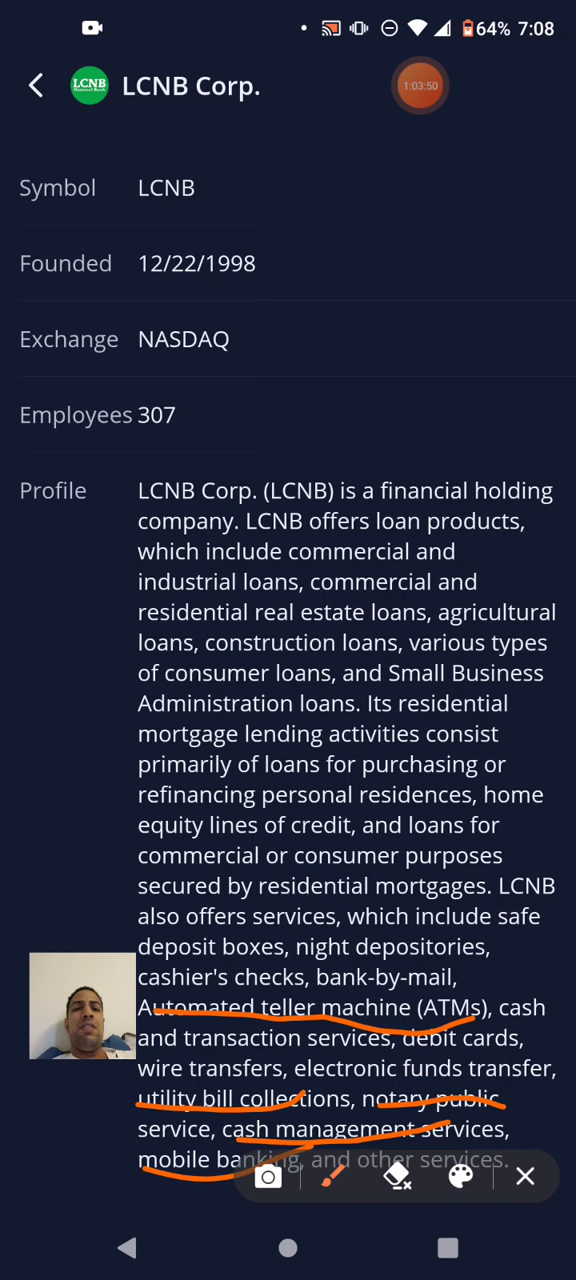 64% 7:08
LCNB National Bank
LCNB Corp.
1:03:50
Symbol LCNB
Founded 12/22/1998
Exchange NASDAQ
Employees 307
Profile LCNB Corp. (LCNB) is a financial holding
company. LCNB offers loan products,
which include commercial and
industrial loans, commercial and
residential real estate loans, agricultural
loans, construction loans, various types
of consumer loans, and Small Business
Administration loans. Its residential
mortgage lending activities consist
primarily of loans for purchasing or
refinancing personal residences, home
equity lines of credit, and loans for
commercial or consumer purposes
secured by residential mortgages. LCNB
also offers services, which include safe
deposit boxes, night depositories,
cashier's checks, bank-by-mail,
Automated teller machine (ATMs), cash
and transaction services, debit cards,
wire transfers, electronic funds transfer,
utility bill collections, notary public
service, cash management services,
mobile banking, and other services.